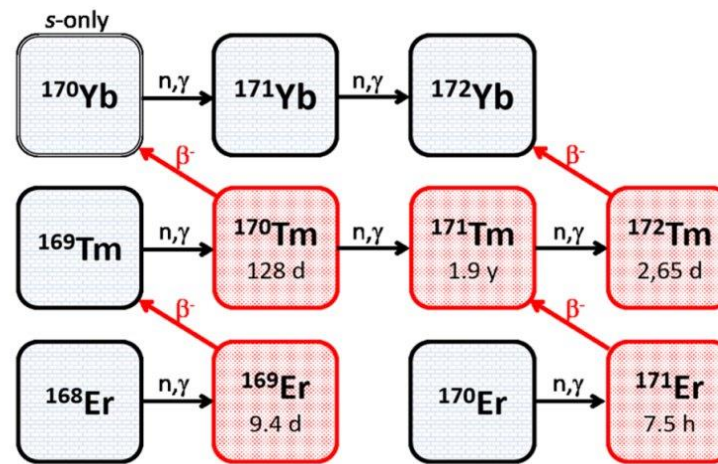 s-only
¹⁷⁰Yb n,γ ¹⁷¹Yb n,γ ¹⁷²Yb
β⁻ β⁻
¹⁶⁹Tm n,γ ¹⁷⁰Tm n,γ ¹⁷¹Tm n,γ ¹⁷²Tm
128 d 1.9 y 2,65 d
β⁻ β⁻
¹⁶⁸Er n,γ ¹⁶⁹Er ¹⁷⁰Er n,γ ¹⁷¹Er
9.4 d 7.5 h